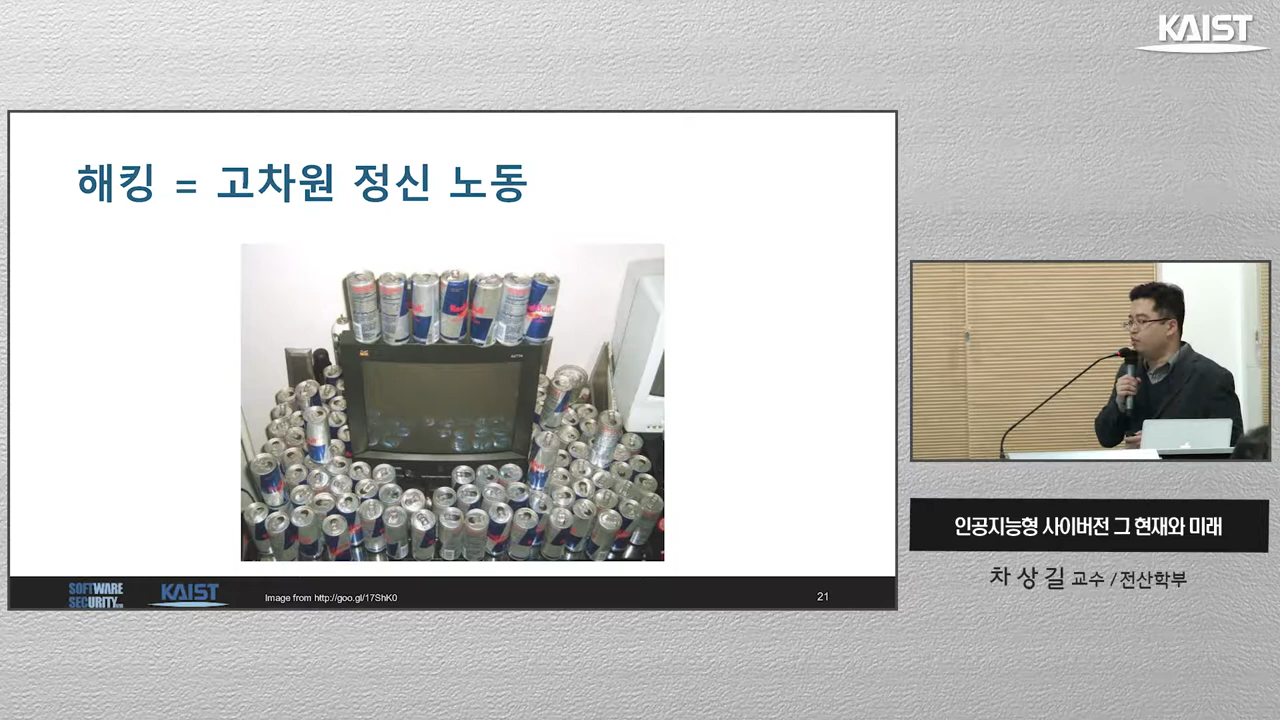 KAIST
해킹 = 고차원 정신 노동
SOFTWARE
SECURITY
KAIST
Image from http://goo.gl/17ShK0
21
인공지능형 사이버전 그 현재와 미래
차상길 교수 / 전산학부